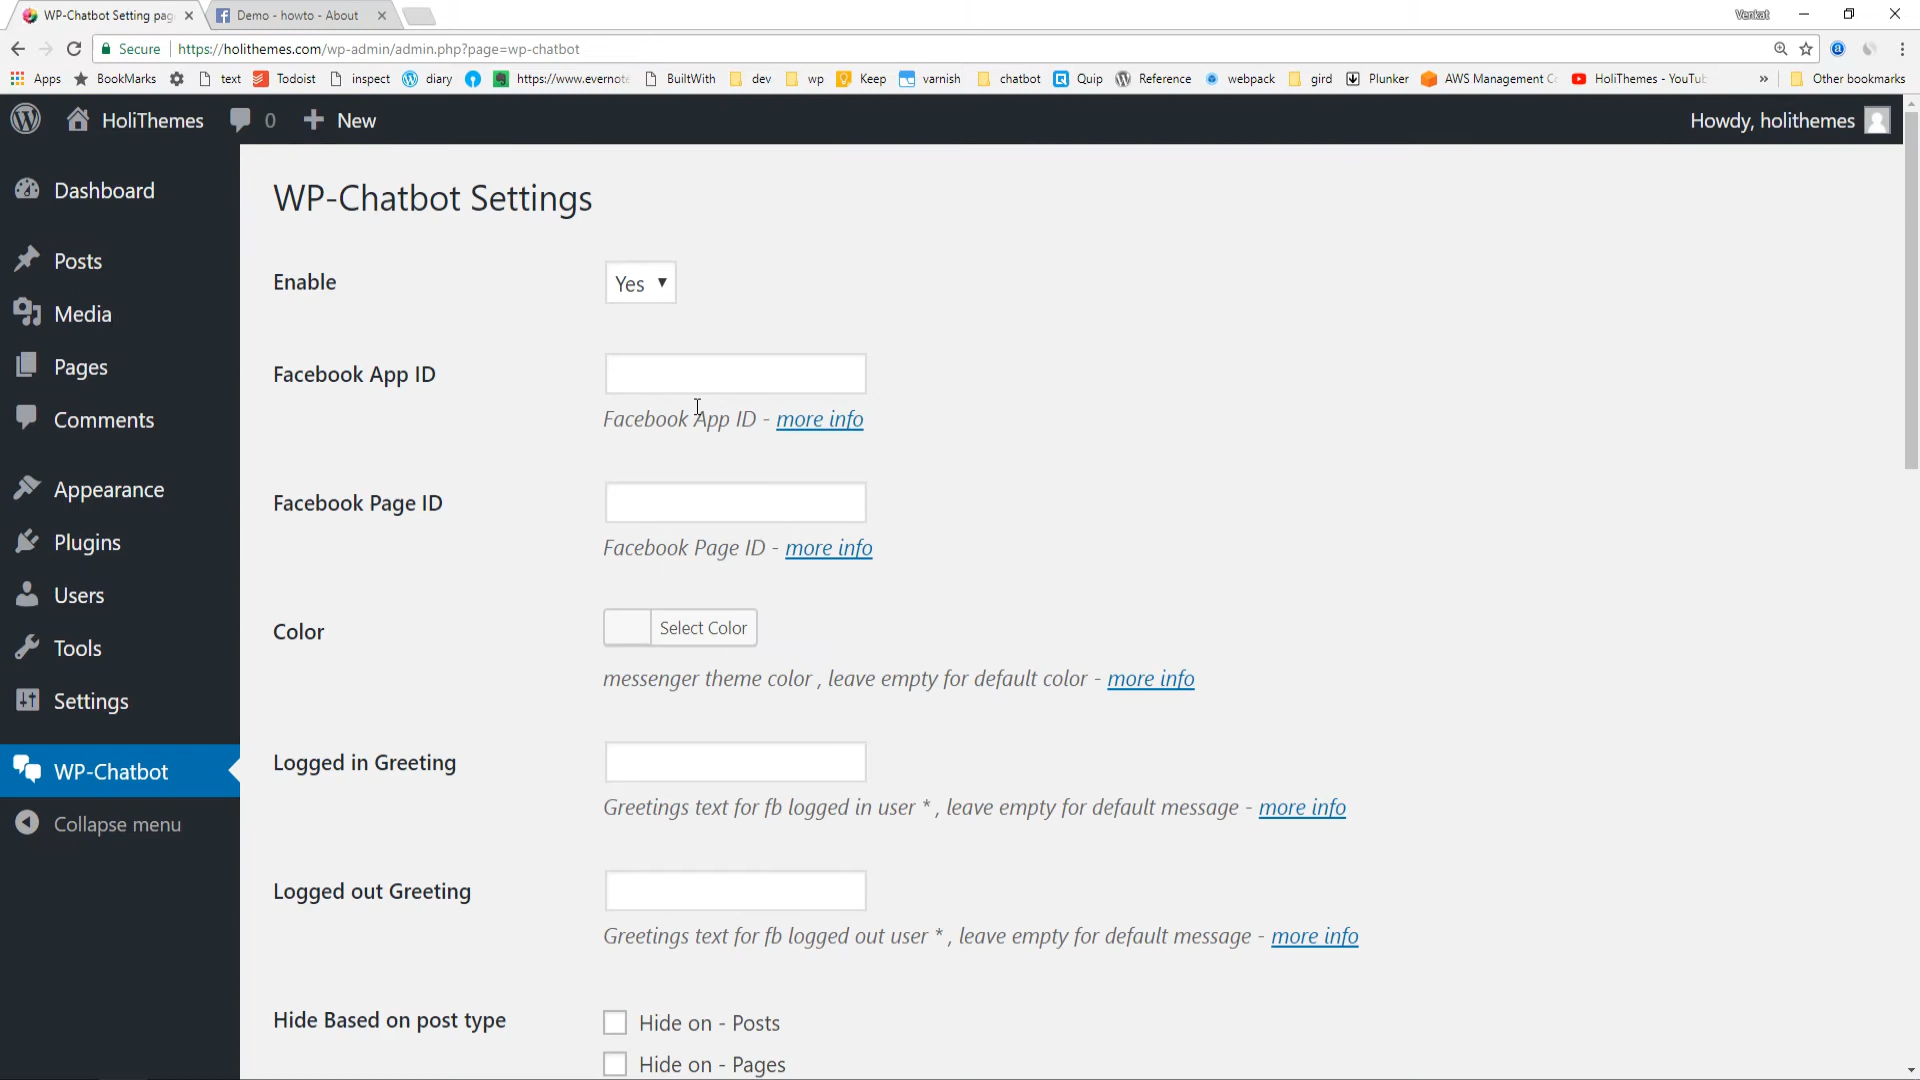 WP-Chatbot Setting pag
Demo - howto - About
Venkat
Secure https://holithemes.com/wp-admin/admin.php?page=wp-chatbot
Apps BookMarks text Todoist inspect diary https://www.evernote BuiltWith dev wp Keep varnish chatbot Quip Reference webpack gird Plunker AWS Management Co HoliThemes - YouTub » Other bookmarks
HoliThemes 0 New Howdy, holithemes
Dashboard
Posts
Media
Pages
Comments
Appearance
Plugins
Users
Tools
Settings
WP-Chatbot
Collapse menu
WP-Chatbot Settings
Enable Yes
Facebook App ID
Facebook App ID - more info
Facebook Page ID
Facebook Page ID - more info
Color Select Color
messenger theme color , leave empty for default color - more info
Logged in Greeting
Greetings text for fb logged in user * , leave empty for default message - more info
Logged out Greeting
Greetings text for fb logged out user * , leave empty for default message - more info
Hide Based on post type Hide on - Posts
Hide on - Pages